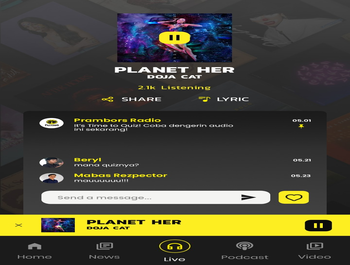 PLANET HER
DOJA CAT
2.1k Listening
SHARE
LYRIC
Prambors Radio
05.01
It's Time to Quiz! Coba dengerin audio
ini sekarang!
Beryl
05.21
mana quiznya?
Mabas Rezpector
05.23
mauuuuuu!!!
Send a message...
PLANET HER
DOJA CAT
Home
News
Live
Podcast
Video